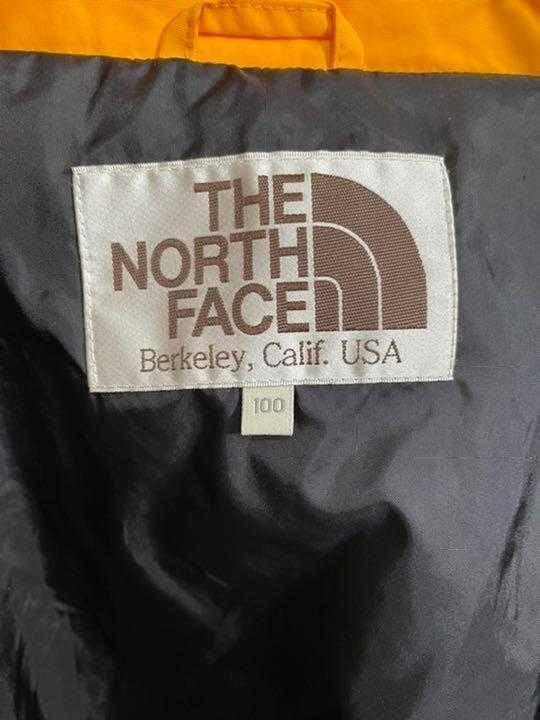 THE
NORTH
FACE
Berkeley, Calif. USA
100